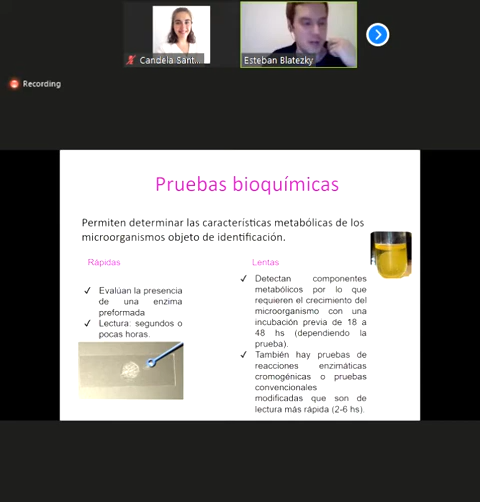 Candela Sant...
Esteban Blatezky
Recording
Pruebas bioquímicas
Permiten determinar las características metabólicas de los
microorganismos objeto de identificación.
Rápidas
✓ Evalúan la presencia
de una enzima
preformada
✓ Lectura: segundos o
pocas horas.
Lentas
✓ Detectan componentes
metabólicos por lo que
requieren el crecimiento del
microorganismo con una
incubación previa de 18 a
48 hs (dependiendo la
prueba).
✓ También hay pruebas de
reacciones enzimáticas
cromogénicas o pruebas
convencionales
modificadas que son de
lectura más rápida (2-6 hs).